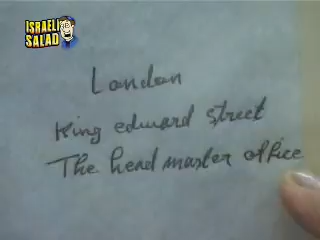 ISRAELI
SALAD
London
King edward street
The head master office